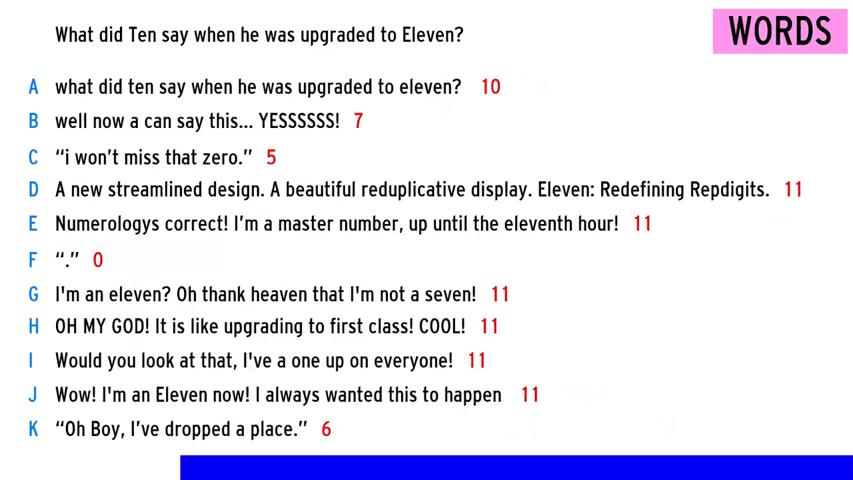 What did Ten say when he was upgraded to Eleven?
WORDS
A what did ten say when he was upgraded to eleven? 10
B well now a can say this... YESSSSSS! 7
C “i won’t miss that zero.” 5
D A new streamlined design. A beautiful reduplicative display. Eleven: Redefining Repdigits. 11
E Numerologys correct! I’m a master number, up until the eleventh hour! 11
F “.” 0
G I'm an eleven? Oh thank heaven that I'm not a seven! 11
H OH MY GOD! It is like upgrading to first class! COOL! 11
I Would you look at that, I've a one up on everyone! 11
J Wow! I'm an Eleven now! I always wanted this to happen 11
K “Oh Boy, I’ve dropped a place.” 6